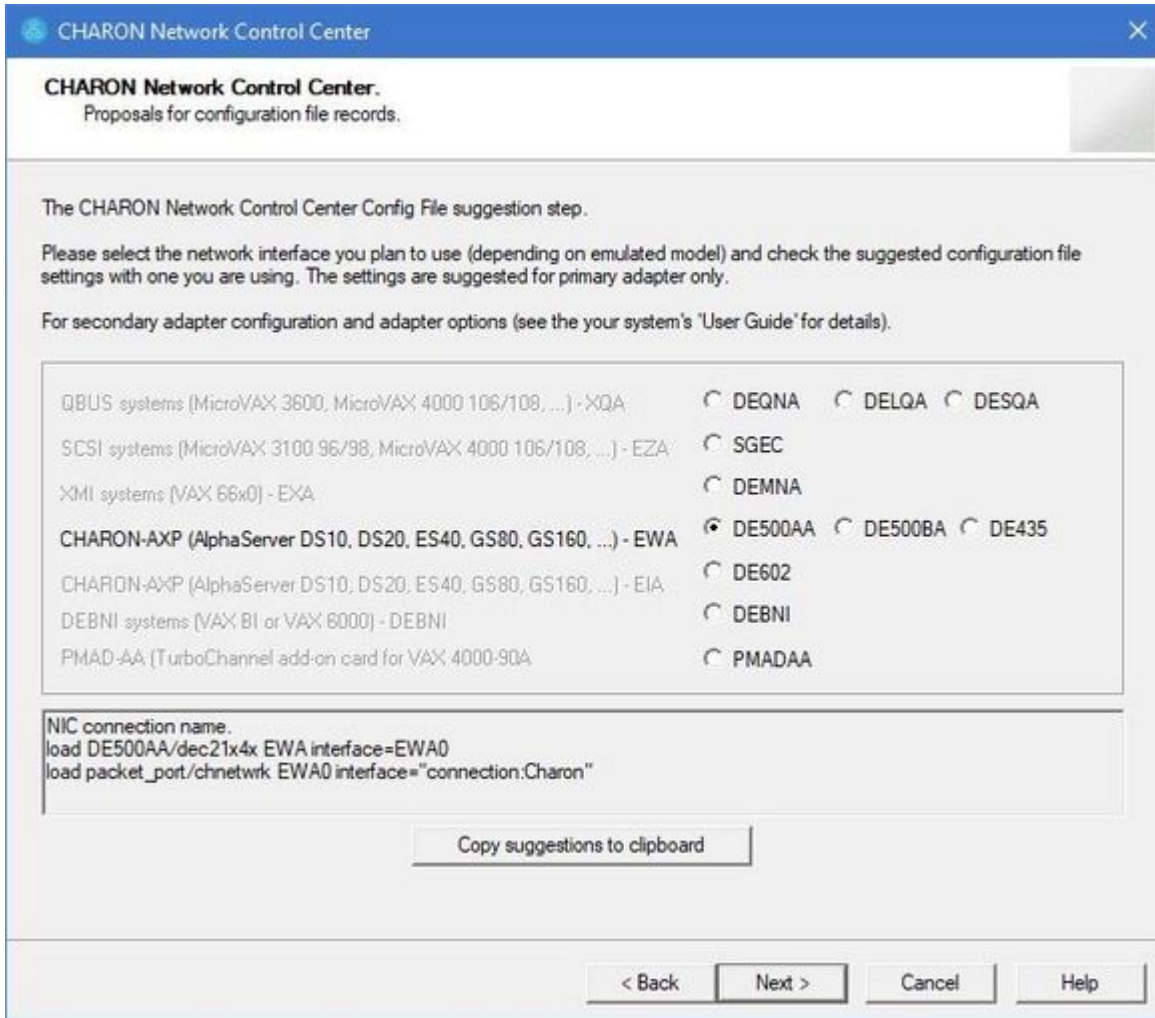 CHARON Network Control Center
CHARON Network Control Center.
Proposals for configuration file records.
The CHARON Network Control Center Config File suggestion step.
Please select the network interface you plan to use (depending on emulated model) and check the suggested configuration file
settings with one you are using. The settings are suggested for primary adapter only.
For secondary adapter configuration and adapter options (see the your system's 'User Guide' for details).
QBUS systems (MicroVAX 3600, MicroVAX 4000 106/108, ...) - XQA DEQNA DELQA DESQA
SCSI systems (MicroVAX 3100 96/98, MicroVAX 4000 106/108, ...) - EZA SGEC
XMI systems (VAX 66x0) - EXA DEMNA
CHARON-AXP (AlphaServer DS10, DS20, ES40, GS80, GS160, ...) - EWA DE500AA DE500BA DE435
CHARON-AXP (AlphaServer DS10, DS20, ES40, GS80, GS160, ...) - EIA DE602
DEBNI systems (VAX BI or VAX 6000) - DEBNI DEBNI
PMAD-AA (TurboChannel add-on card for VAX 4000-90A PMADAA
NIC connection name.
load DE500AA/dec21x4x EWA interface=EWA0
load packet_port/chnetwrk EWA0 interface="connection:Charon"
Copy suggestions to clipboard
< Back Next > Cancel Help